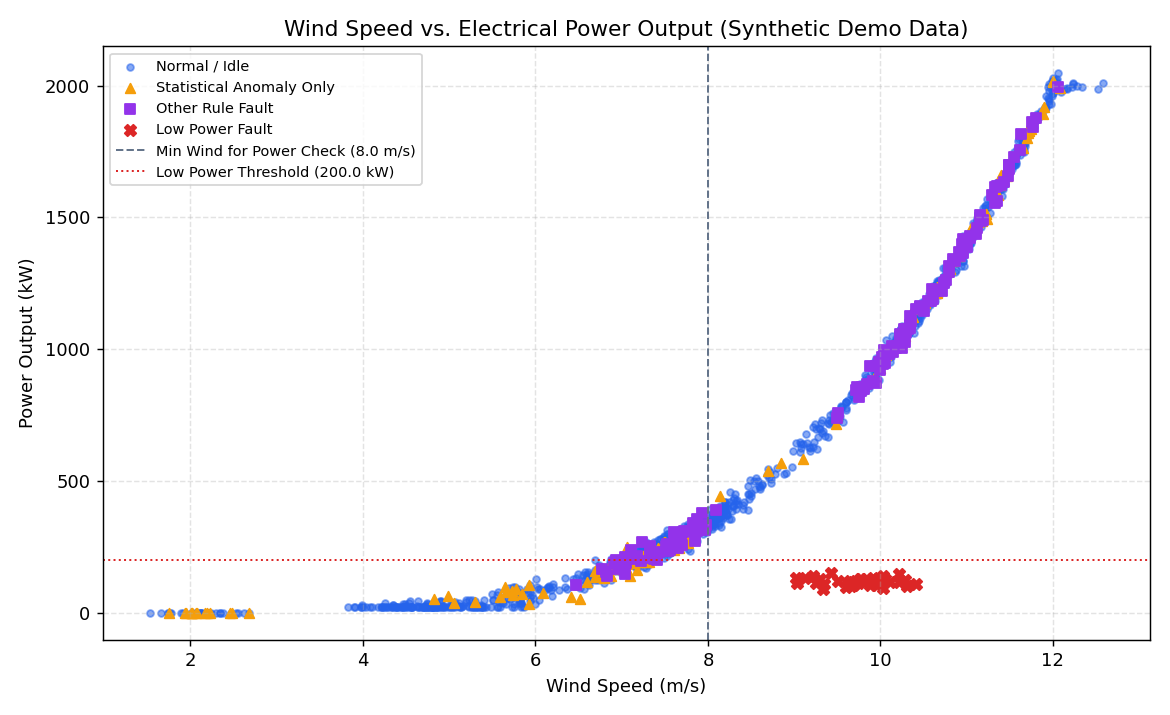 Wind Speed vs. Electrical Power Output (Synthetic Demo Data)
Normal / Idle
Statistical Anomaly Only
Other Rule Fault
Low Power Fault
Min Wind for Power Check (8.0 m/s)
Low Power Threshold (200.0 kW)
Power Output (kW)
2000
1500
1000
500
0
2 4 6 8 10 12
Wind Speed (m/s)